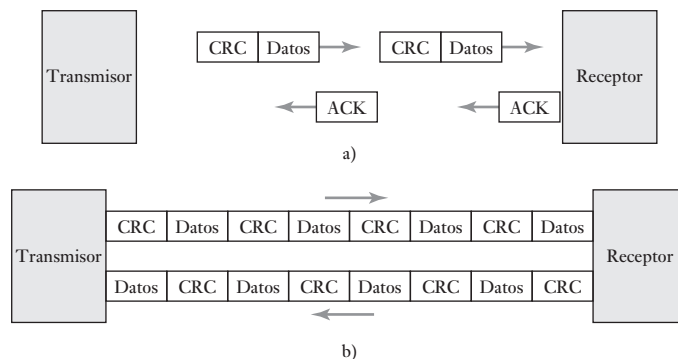 CRC Datos CRC Datos
Transmisor Receptor
ACK ACK
a)
CRC Datos CRC Datos CRC Datos CRC Datos
Transmisor Receptor
Datos CRC Datos CRC Datos CRC Datos CRC
b)